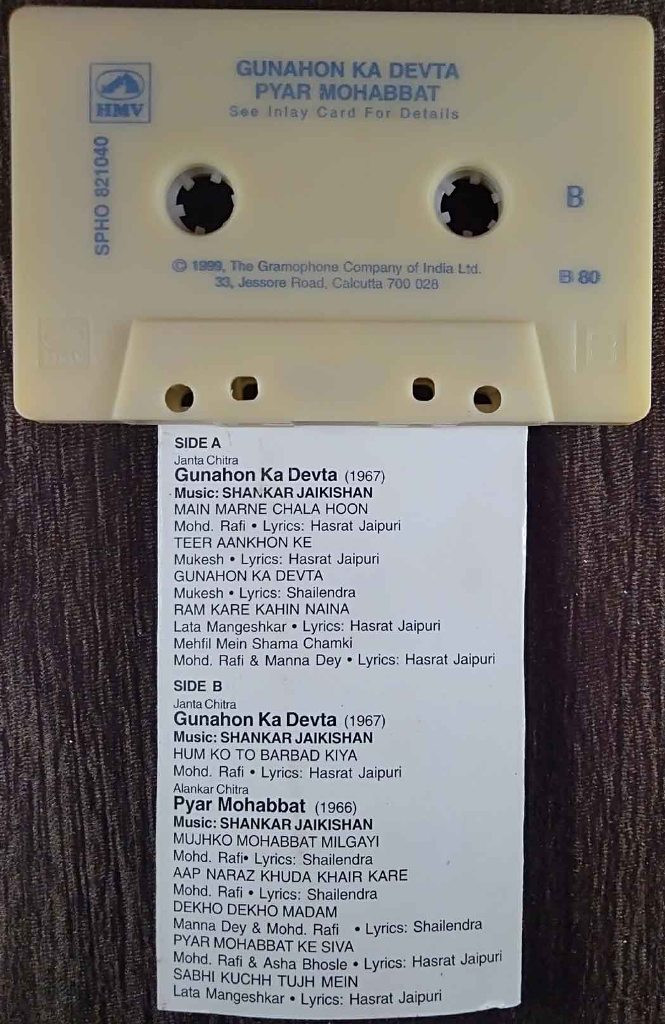 GUNAHON KA DEVTA
PYAR MOHABBAT
See Inlay Card For Details
HMV
SPHO 821040
B
© 1999, The Gramophone Company of India Ltd.
33, Jessore Road, Calcutta 700 028
B 80
HMV
SIDE A
Janta Chitra
Gunahon Ka Devta (1967)
Music: SHANKAR JAIKISHAN
MAIN MARNE CHALA HOON
Mohd. Rafi • Lyrics: Hasrat Jaipuri
TEER AANKHON KE
Mukesh • Lyrics: Hasrat Jaipuri
GUNAHON KA DEVTA
Mukesh • Lyrics: Shailendra
RAM KARE KAHIN NAINA
Lata Mangeshkar • Lyrics: Hasrat Jaipuri
Mehfil Mein Shama Chamki
Mohd. Rafi & Manna Dey • Lyrics: Hasrat Jaipuri
SIDE B
Janta Chitra
Gunahon Ka Devta (1967)
Music: SHANKAR JAIKISHAN
HUM KO TO BARBAD KIYA
Mohd. Rafi • Lyrics: Hasrat Jaipuri
Alankar Chitra
Pyar Mohabbat (1966)
Music: SHANKAR JAIKISHAN
MUJHKO MOHABBAT MILGAYI
Mohd. Rafi• Lyrics: Shailendra
AAP NARAZ KHUDA KHAIR KARE
Mohd. Rafi • Lyrics: Shailendra
DEKHO DEKHO MADAM
Manna Dey & Mohd. Rafi • Lyrics: Shailendra
PYAR MOHABBAT KE SIVA
Mohd. Rafi & Asha Bhosle • Lyrics: Hasrat Jaipuri
SABHI KUCHH TUJH MEIN
Lata Mangeshkar • Lyrics: Hasrat Jaipuri